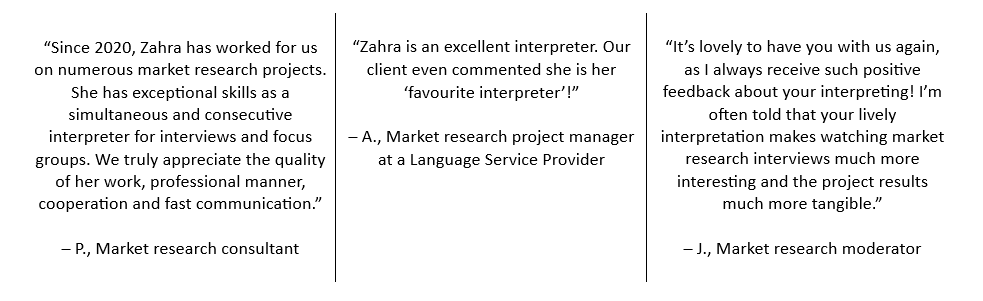 “Since 2020, Zahra has worked for us
on numerous market research projects.
She has exceptional skills as a
simultaneous and consecutive
interpreter for interviews and focus
groups. We truly appreciate the quality
of her work, professional manner,
cooperation and fast communication.”
– P., Market research consultant
“Zahra is an excellent interpreter. Our
client even commented she is her
‘favourite interpreter’!”
– A., Market research project manager
at a Language Service Provider
“It’s lovely to have you with us again,
as I always receive such positive
feedback about your interpreting! I’m
often told that your lively
interpretation makes watching market
research interviews much more
interesting and the project results
much more tangible.”
– J., Market research moderator